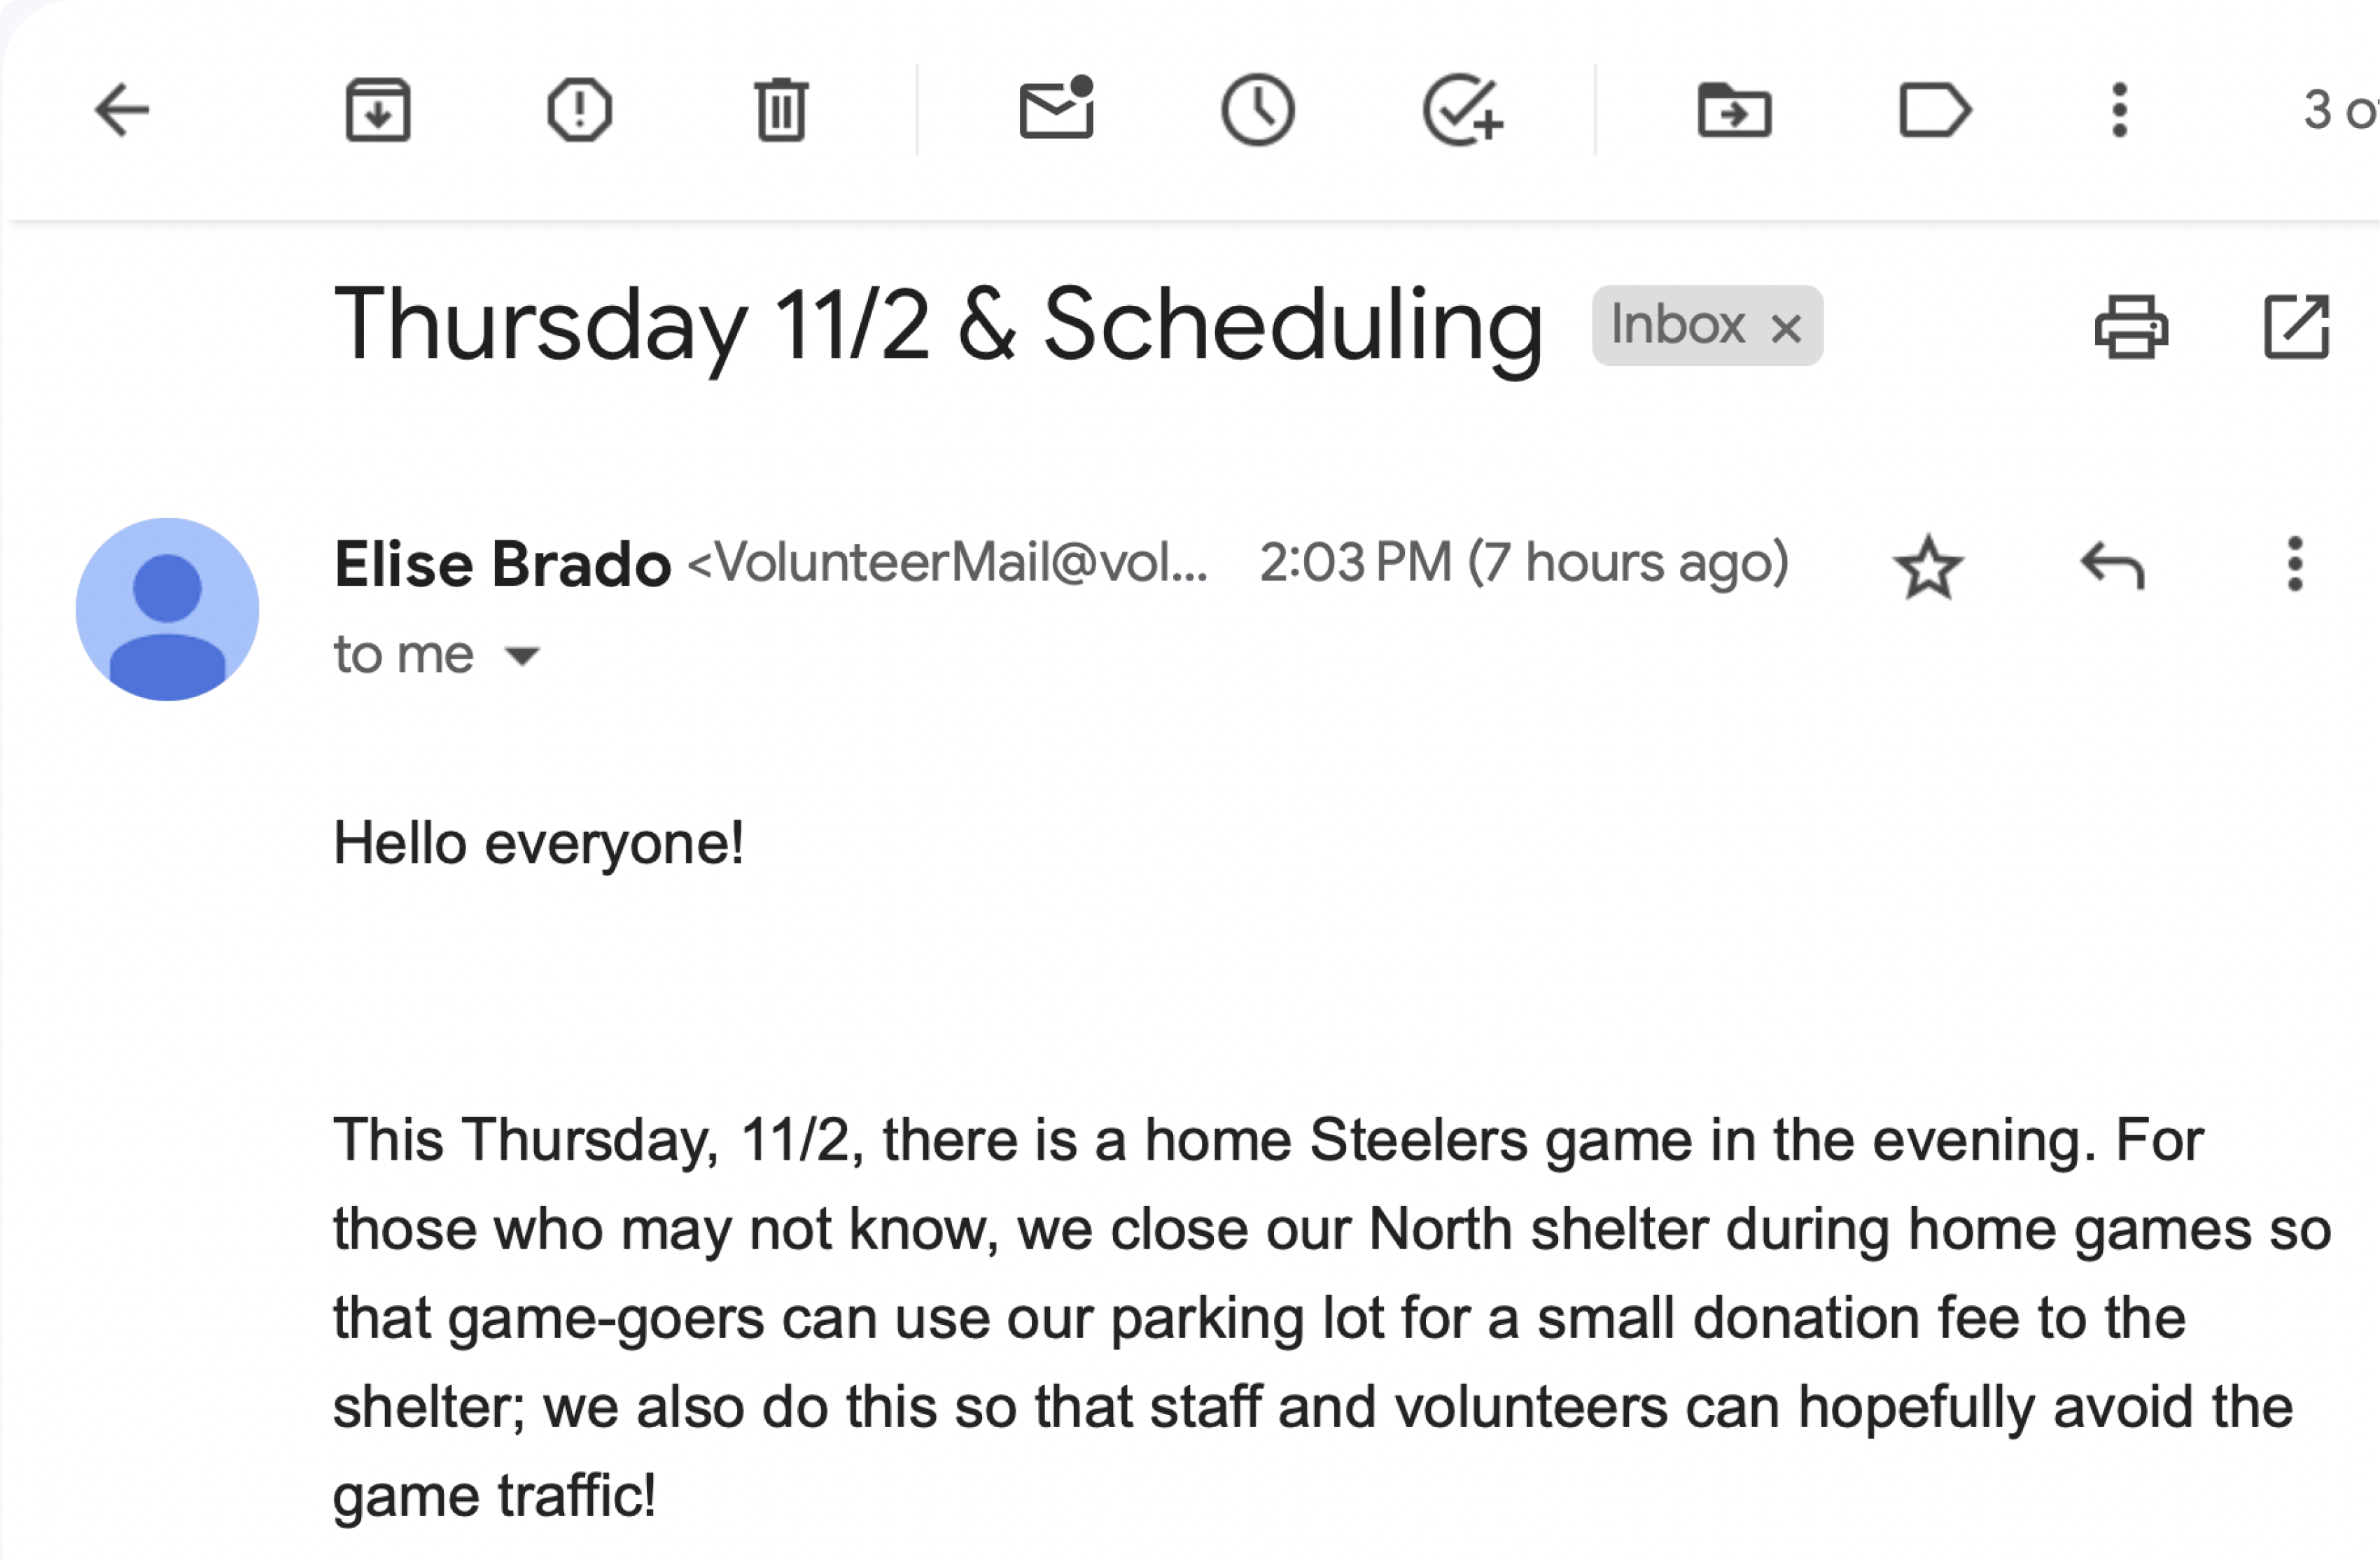 3 o
Thursday 11/2 & Scheduling Inbox ×
Elise Brado <VolunteerMail@vol... 2:03 PM (7 hours ago)
to me
Hello everyone!
This Thursday, 11/2, there is a home Steelers game in the evening. For
those who may not know, we close our North shelter during home games so
that game-goers can use our parking lot for a small donation fee to the
shelter; we also do this so that staff and volunteers can hopefully avoid the
game traffic!